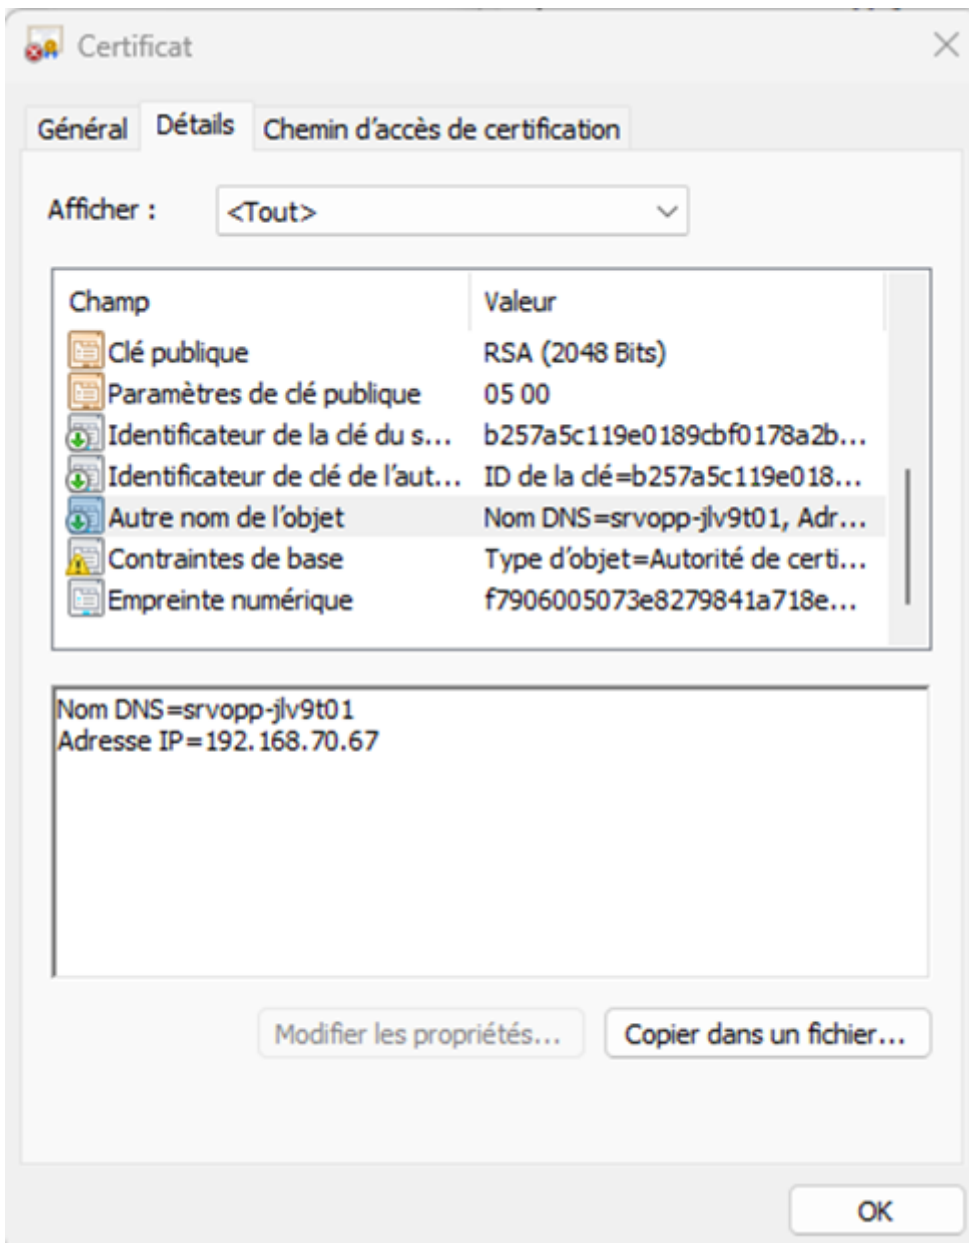 Certificat
Général Détails Chemin d'accès de certification
Afficher : <Tout>
Champ Valeur
Clé publique RSA (2048 Bits)
Paramètres de clé publique 05 00
Identificateur de la clé du s... b257a5c119e0189cbf0178a2b...
Identificateur de clé de l'aut... ID de la clé=b257a5c119e018...
Autre nom de l'objet Nom DNS=srvopp-jlv9t01, Adr...
Contraintes de base Type d'objet=Autorité de certi...
Empreinte numérique f7906005073e8279841a718e...
Nom DNS=srvopp-jlv9t01
Adresse IP=192.168.70.67
Modifier les propriétés... Copier dans un fichier...
OK